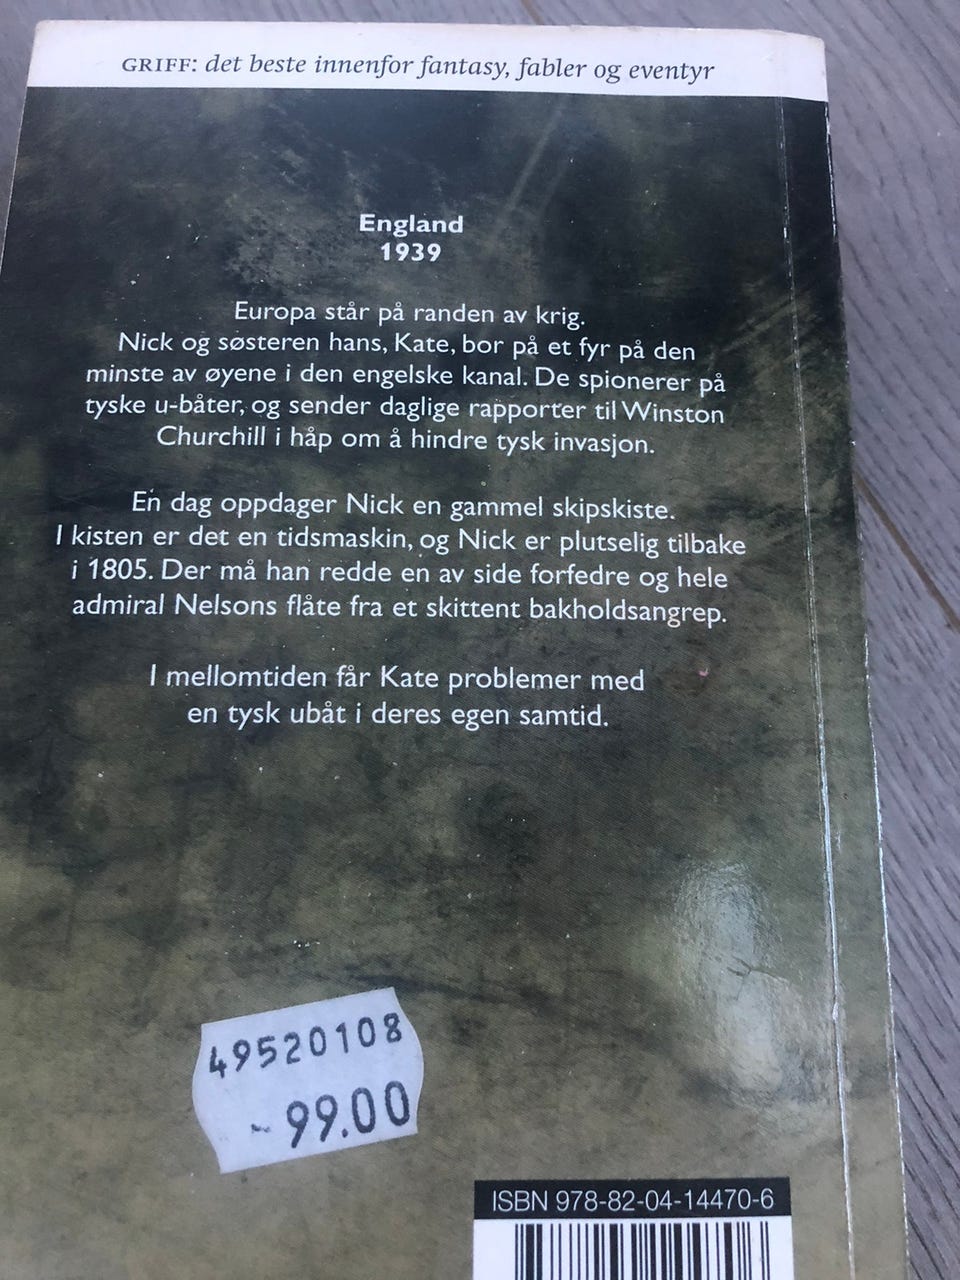 GRIFF: det beste innenfor fantasy, fabler og eventyr
England
1939
Europa står på randen av krig.
Nick og søsteren hans, Kate, bor på et fyr på den
minste av øyene i den engelske kanal. De spionerer på
tyske u-båter, og sender daglige rapporter til Winston
Churchill i håp om å hindre tysk invasjon.
En dag oppdager Nick en gammel skipskiste.
I kisten er det en tidsmaskin, og Nick er plutselig tilbake
i 1805. Der må han redde en av side forfedre og hele
admiral Nelsons flåte fra et skittent bakholdsangrep.
I mellomtiden får Kate problemer med
en tysk ubåt i deres egen samtid.
49520108
~ 99.00
ISBN 978-82-04-14470-6